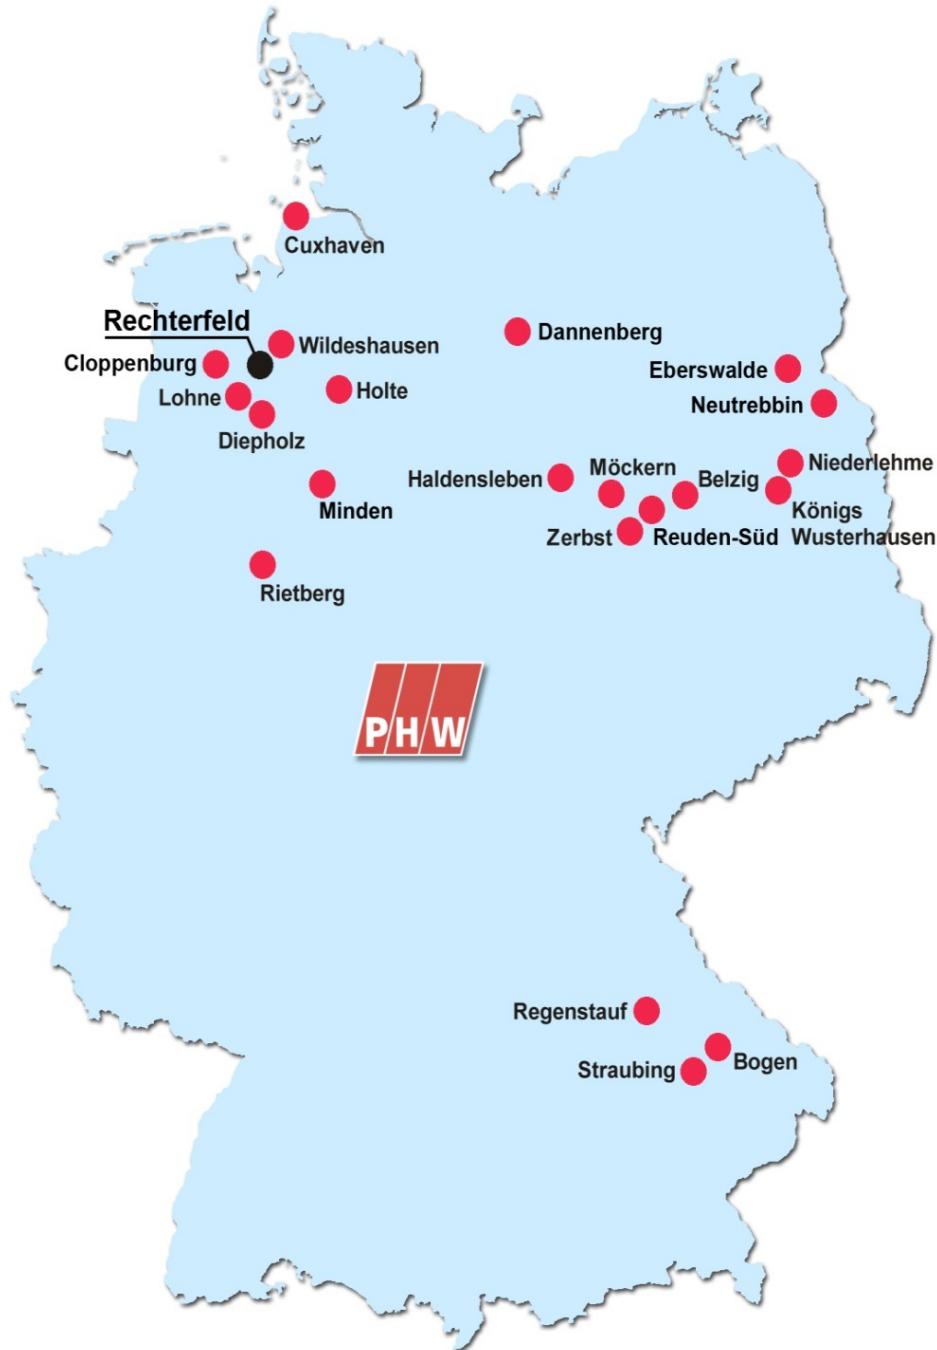 Cuxhaven
Rechterfeld
Wildeshausen
Dannenberg
Cloppenburg
Eberswalde
Lohne
Holte
Neutrebbin
Diepholz
Niederlehme
Möckern
Haldensleben
Belzig
Minden
Königs
Wusterhausen
Zerbst
Reuden-Süd
Rietberg
PHW
Regenstauf
Bogen
Straubing